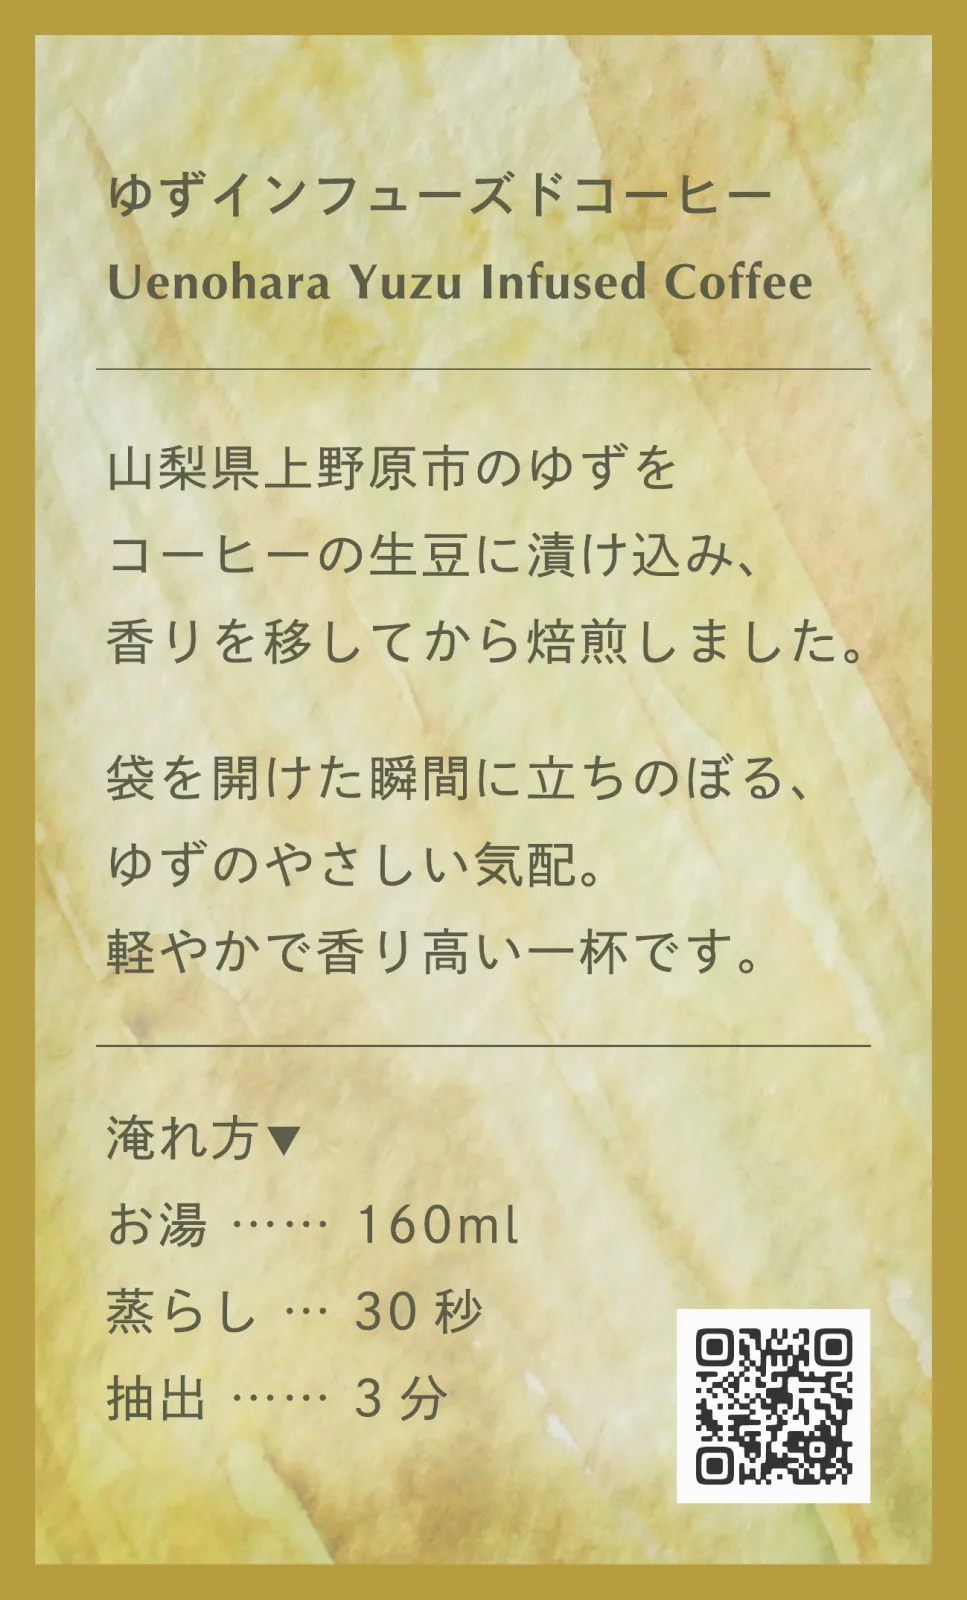 ゆずインフューズドコーヒー
Uenohara Yuzu Infused Coffee
山梨県上野原市のゆずを
コーヒーの生豆に漬け込み、
香りを移してから焙煎しました。
袋を開けた瞬間に立ちのぼる、
ゆずのやさしい気配。
軽やかで香り高い一杯です。
淹れ方▼
お湯 …… 160ml
蒸らし … 30秒
抽出 …… 3分